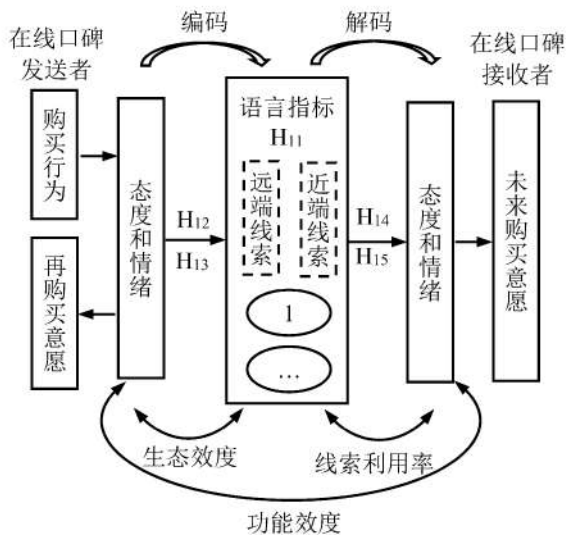 编码
解码
在线口碑
发送者
在线口碑
接收者
购买行为
再购买意愿
态度和情绪
H12
H13
语言指标
H11
远端线索
近端线索
1
…
H14
H15
态度和情绪
未来购买意愿
生态效度
线索利用率
功能效度